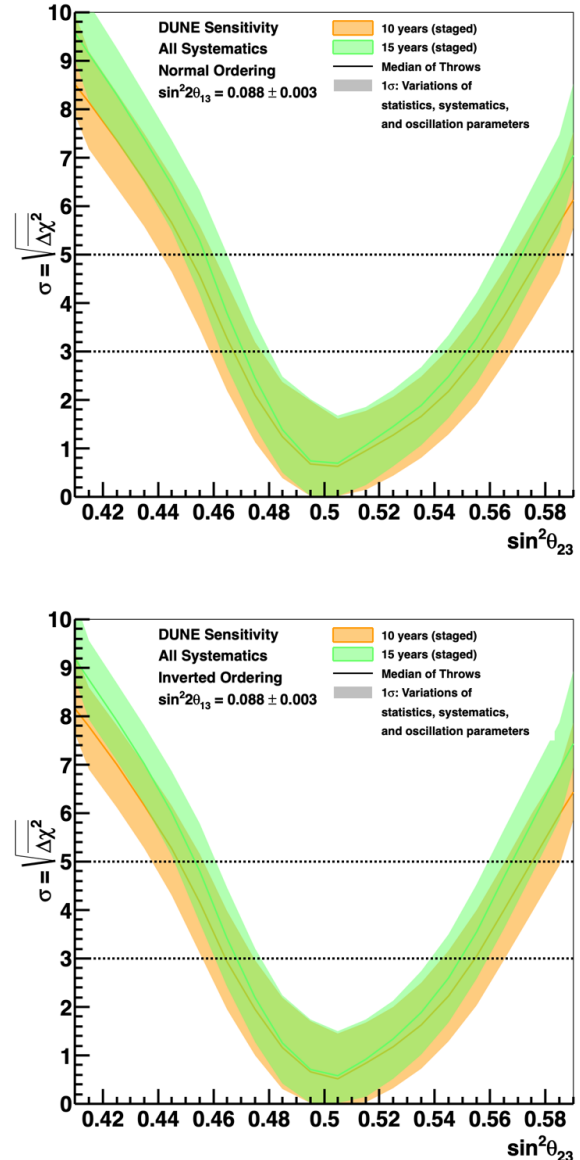 10
9
8
7
6
5
4
3
2
1
0
σ = √Δχ²
DUNE Sensitivity
All Systematics
Normal Ordering
sin²2θ₁₃ = 0.088 ± 0.003
10 years (staged)
15 years (staged)
Median of Throws
1σ: Variations of
statistics, systematics,
and oscillation parameters
0.42 0.44 0.46 0.48 0.5 0.52 0.54 0.56 0.58
sin²θ₂₃
10
9
8
7
6
5
4
3
2
1
0
σ = √Δχ²
DUNE Sensitivity
All Systematics
Inverted Ordering
sin²2θ₁₃ = 0.088 ± 0.003
10 years (staged)
15 years (staged)
Median of Throws
1σ: Variations of
statistics, systematics,
and oscillation parameters
0.42 0.44 0.46 0.48 0.5 0.52 0.54 0.56 0.58
sin²θ₂₃